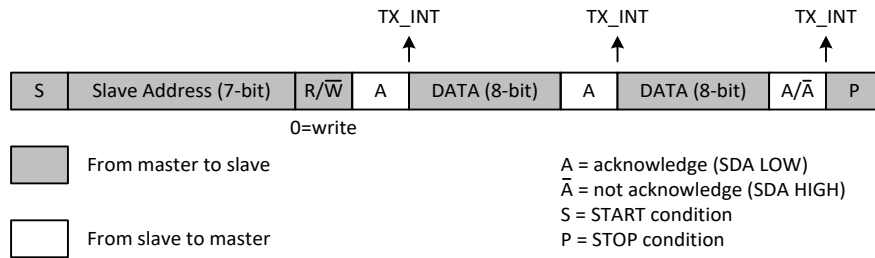 TX_INT TX_INT TX_INT
S Slave Address (7-bit) R/W̅ A DATA (8-bit) A DATA (8-bit) A/A̅ P
0=write
From master to slave
From slave to master
A = acknowledge (SDA LOW)
A̅ = not acknowledge (SDA HIGH)
S = START condition
P = STOP condition